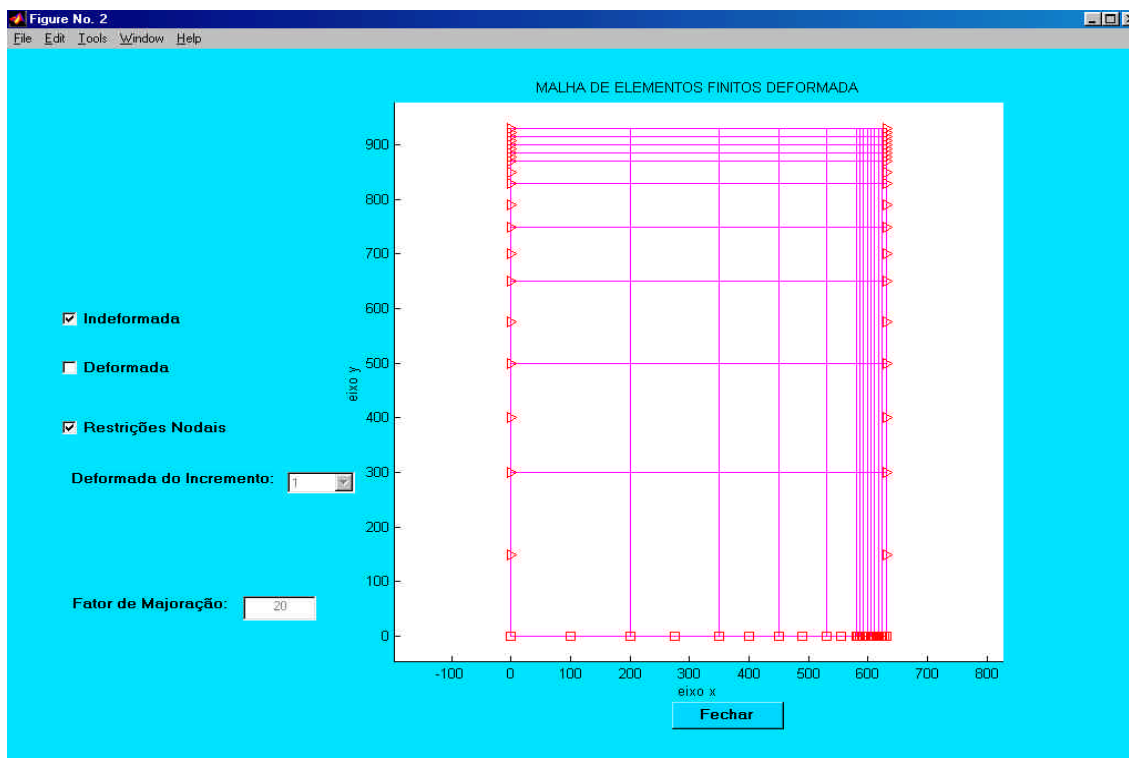 Figure No. 2
File Edit Tools Window Help
MALHA DE ELEMENTOS FINITOS DEFORMADA
Indeformada
Deformada
Restrições Nodais
Deformada do Incremento: 1
Fator de Majoração: 20
eixo y
900
800
700
600
500
400
300
200
100
0
-100 0 100 200 300 400 500 600 700 800
eixo x
Fechar